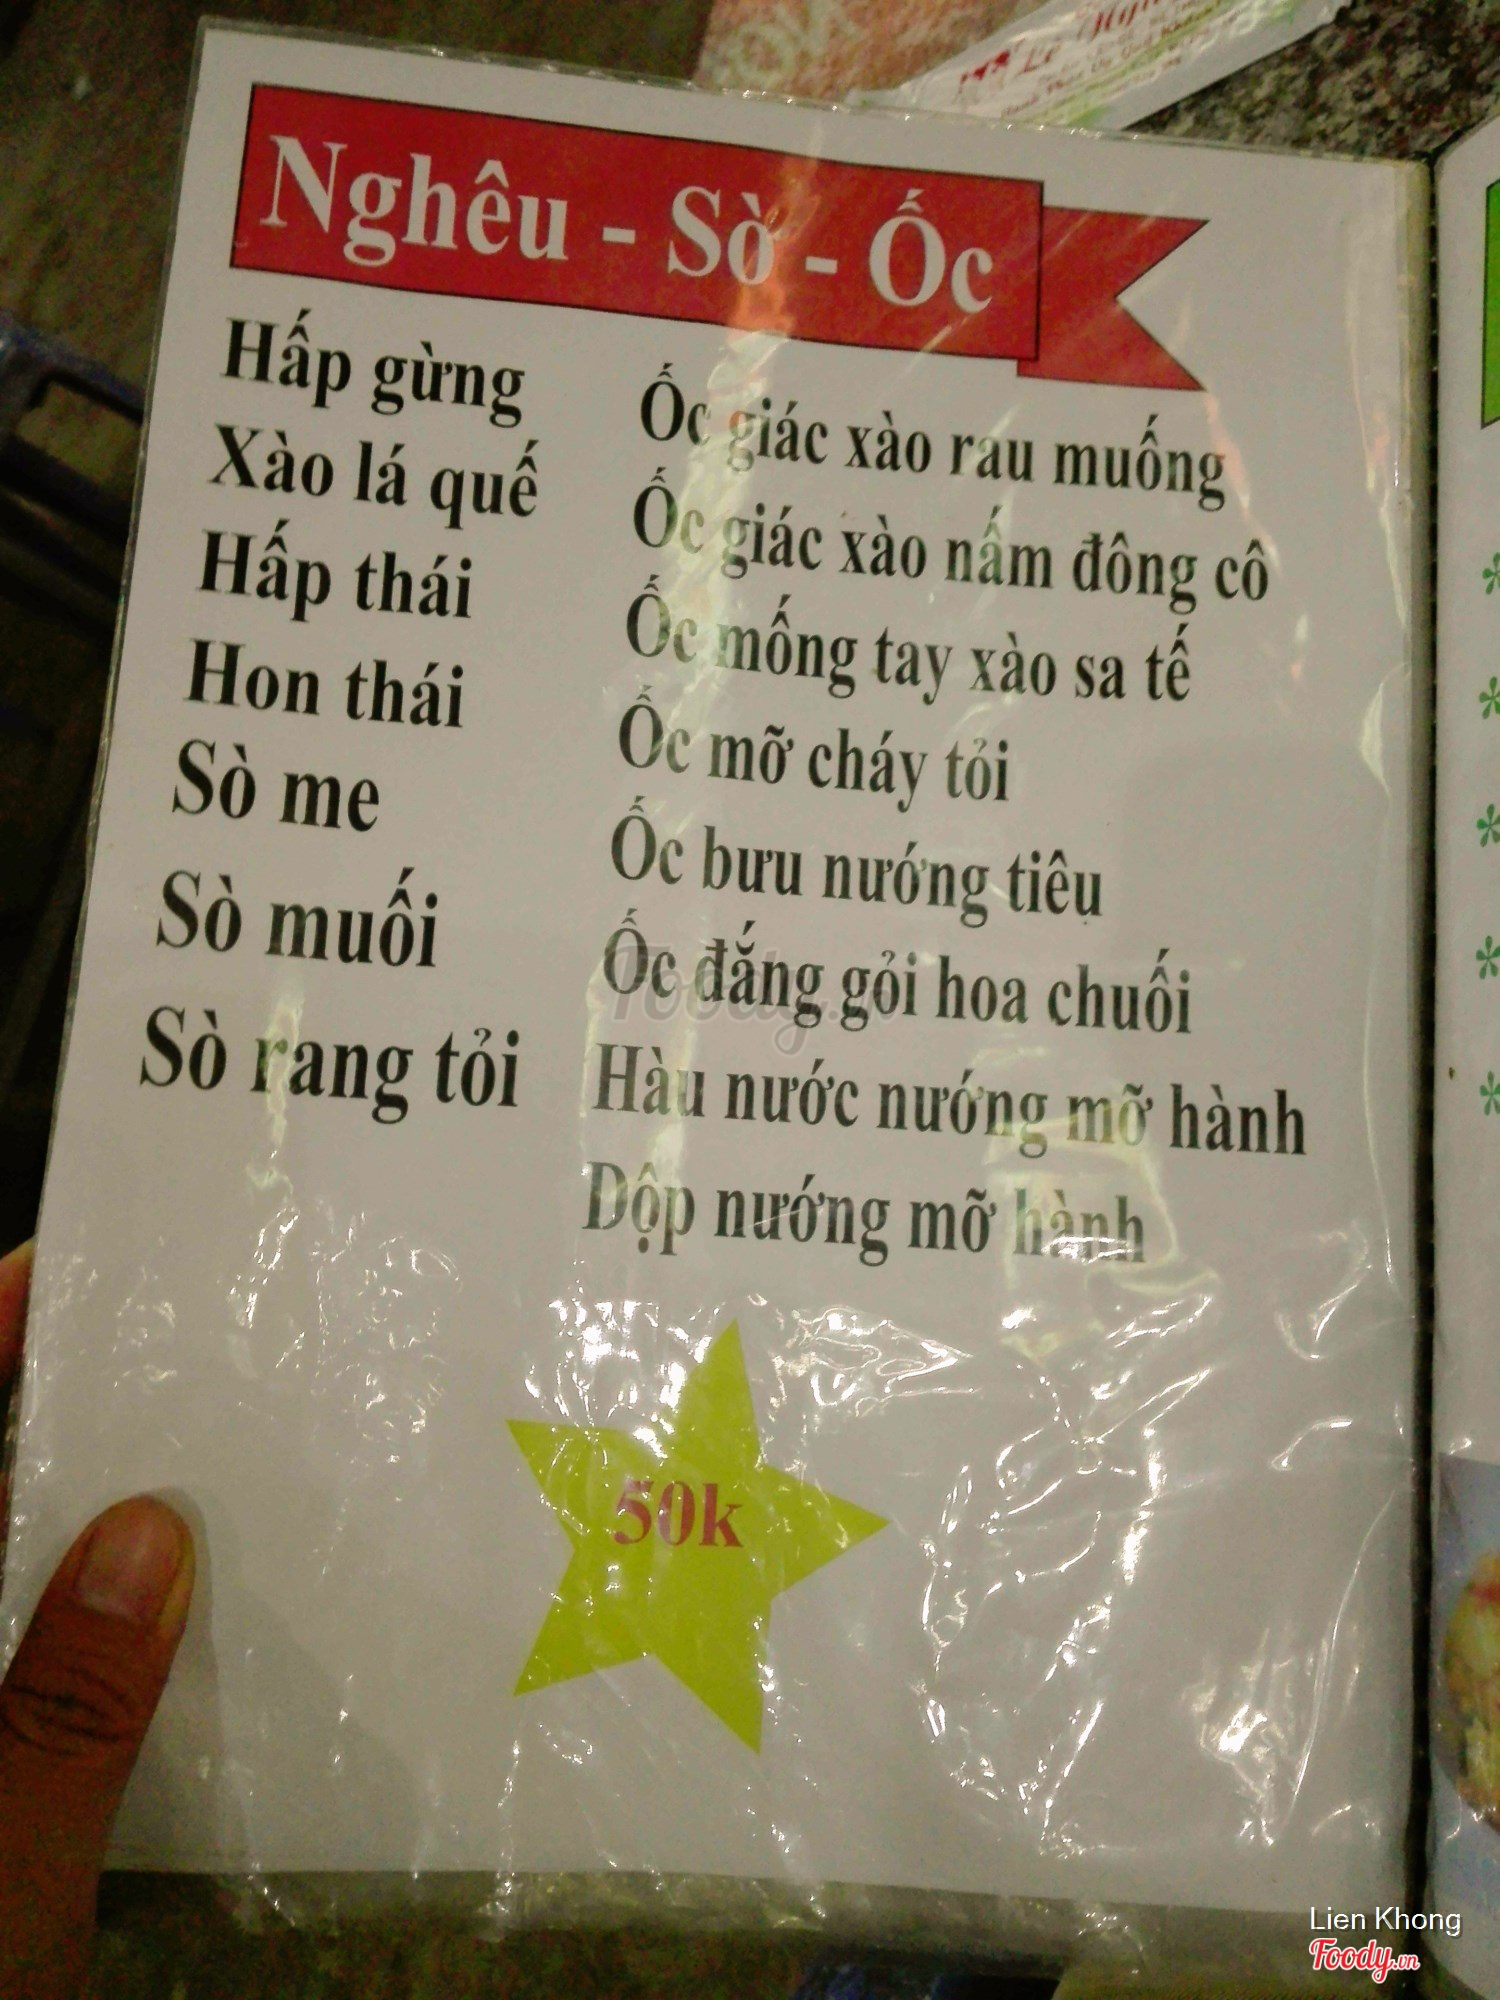 Nghêu - Sò - Ốc
Hấp gừng
Xào lá quế
Hấp thái
Hon thái
Sò me
Sò muối
Sò rang tỏi
Ốc giác xào rau muống
Ốc giác xào nấm đông cô
Ốc mống tay xào sa tế
Ốc mỡ cháy tỏi
Ốc bưu nướng tiêu
Ốc đắng gỏi hoa chuối
Hàu nước nướng mỡ hành
Dộp nướng mỡ hành
50k
Foody.vn
Lien Khong
Foody.vn